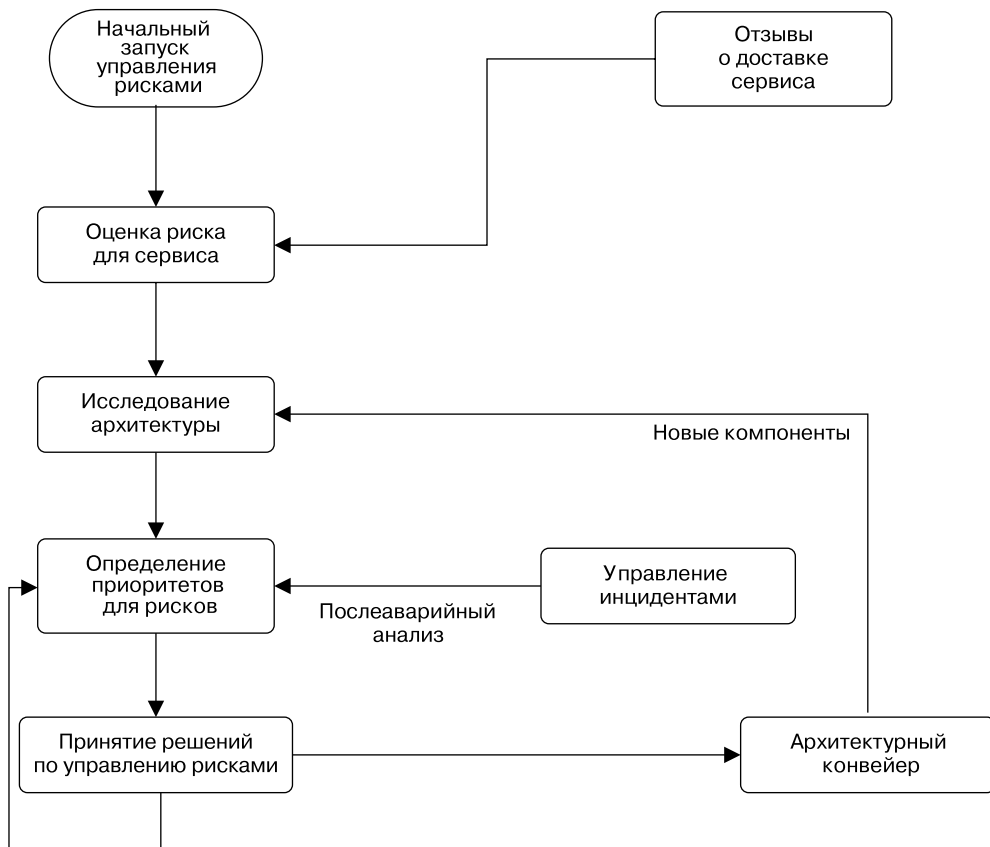 Начальный
запуск
управления
рисками
Отзывы
о доставке
сервиса
Оценка риска
для сервиса
Исследование
архитектуры
Новые компоненты
Определение
приоритетов
для рисков
Послеаварийный
анализ
Управление
инцидентами
Принятие решений
по управлению рисками
Архитектурный
конвейер